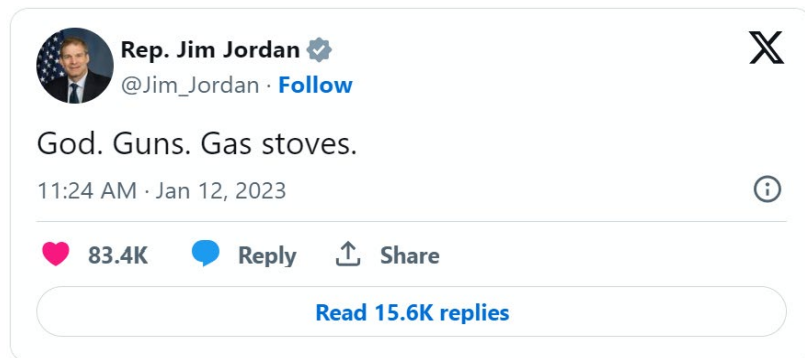 Rep. Jim Jordan
@Jim_Jordan · Follow
God. Guns. Gas stoves.
11:24 AM · Jan 12, 2023
83.4K Reply Share
Read 15.6K replies